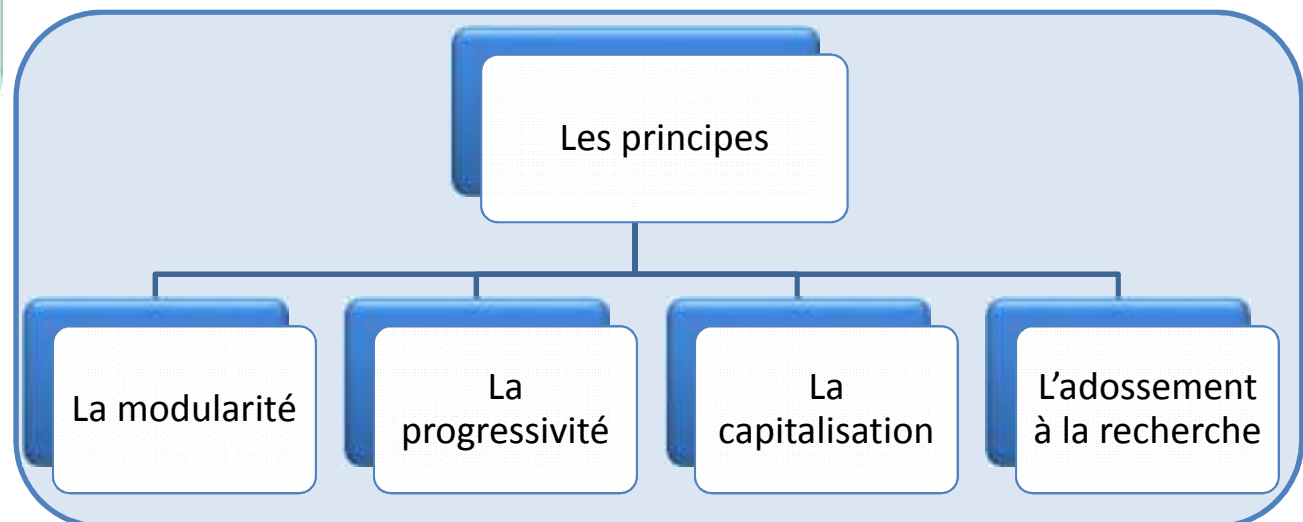 Les principes
La modularité
La
progressivité
La
capitalisation
L’adossement
à la recherche